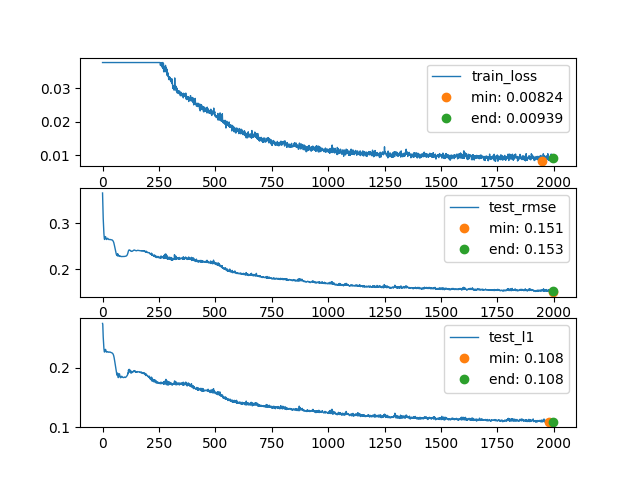 train_loss
min: 0.00824
end: 0.00939
0.03
0.02
0.01
0 250 500 750 1000 1250 1500 1750 2000
test_rmse
min: 0.151
end: 0.153
0.3
0.2
0 250 500 750 1000 1250 1500 1750 2000
test_l1
min: 0.108
end: 0.108
0.2
0.1
0 250 500 750 1000 1250 1500 1750 2000